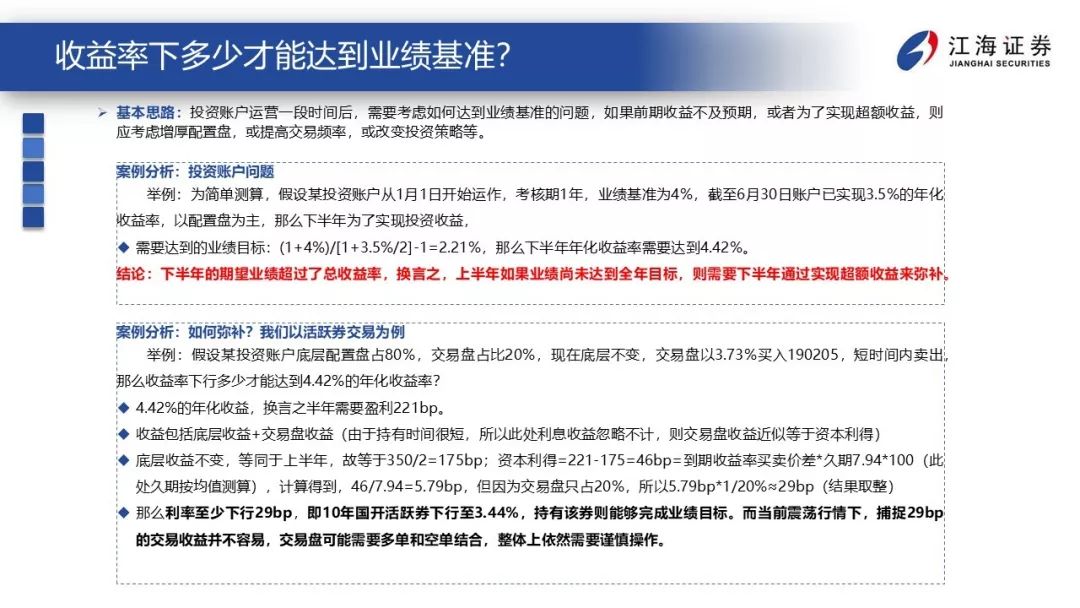 收益率下多少才能达到业绩基准？
江海证券
JIANGHAI SECURITIES
➢ 基本思路：投资账户运营一段时间后，需要考虑如何达到业绩基准的问题，如果前期收益不及预期，或者为了实现超额收益，则
应考虑增厚配置盘，或提高交易频率，或改变投资策略等。
案例分析：投资账户问题
举例：为简单测算，假设某投资账户从1月1日开始运作，考核期1年，业绩基准为4%，截至6月30日账户已实现3.5%的年化
收益率，以配置盘为主，那么下半年为了实现投资收益，
◆ 需要达到的业绩目标：(1+4%)/[1+3.5%/2]-1=2.21%，那么下半年年化收益率需要达到4.42%。
结论：下半年的期望业绩超过了总收益率，换言之，上半年如果业绩尚未达到全年目标，则需要下半年通过实现超额收益来弥补。
案例分析：如何弥补？我们以活跃券交易为例
举例：假设某投资账户底层配置盘占80%，交易盘占比20%，现在底层不变，交易盘以3.73%买入190205，短时间内卖出，
那么收益率下行多少才能达到4.42%的年化收益率？
◆ 4.42%的年化收益，换言之半年需要盈利221bp。
◆ 收益包括底层收益+交易盘收益（由于持有时间很短，所以此处利息收益忽略不计，则交易盘收益近似等于资本利得）
◆ 底层收益不变，等同于上半年，故等于350/2=175bp；资本利得=221-175=46bp=到期收益率买卖价差*久期7.94*100（此
处久期按均值测算），计算得到，46/7.94=5.79bp，但因为交易盘只占20%，所以5.79bp*1/20%≈29bp（结果取整）
◆ 那么利率至少下行29bp，即10年国开活跃券下行至3.44%，持有该券则能够完成业绩目标。而当前震荡行情下，捕捉29bp
的交易收益并不容易，交易盘可能需要多单和空单结合，整体上依然需要谨慎操作。